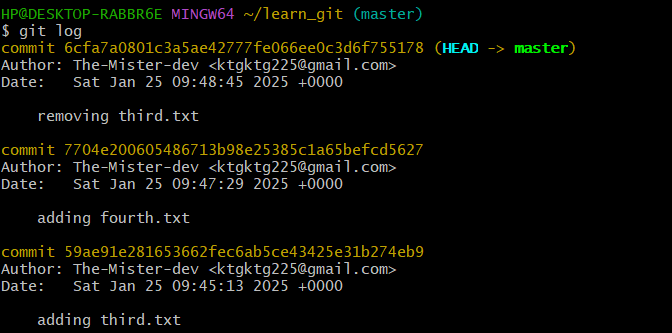 HP@DESKTOP-RABBR6E MINGW64 ~/learn_git (master)
$ git log
commit 6cfa7a0801c3a5ae42777fe066ee0c3d6f755178 (HEAD -> master)
Author: The-Mister-dev <ktgktg225@gmail.com>
Date:   Sat Jan 25 09:48:45 2025 +0000
    removing third.txt
commit 7704e200605486713b98e25385c1a65befcd5627
Author: The-Mister-dev <ktgktg225@gmail.com>
Date:   Sat Jan 25 09:47:29 2025 +0000
    adding fourth.txt
commit 59ae91e281653662fec6ab5ce43425e31b274eb9
Author: The-Mister-dev <ktgktg225@gmail.com>
Date:   Sat Jan 25 09:45:13 2025 +0000
    adding third.txt